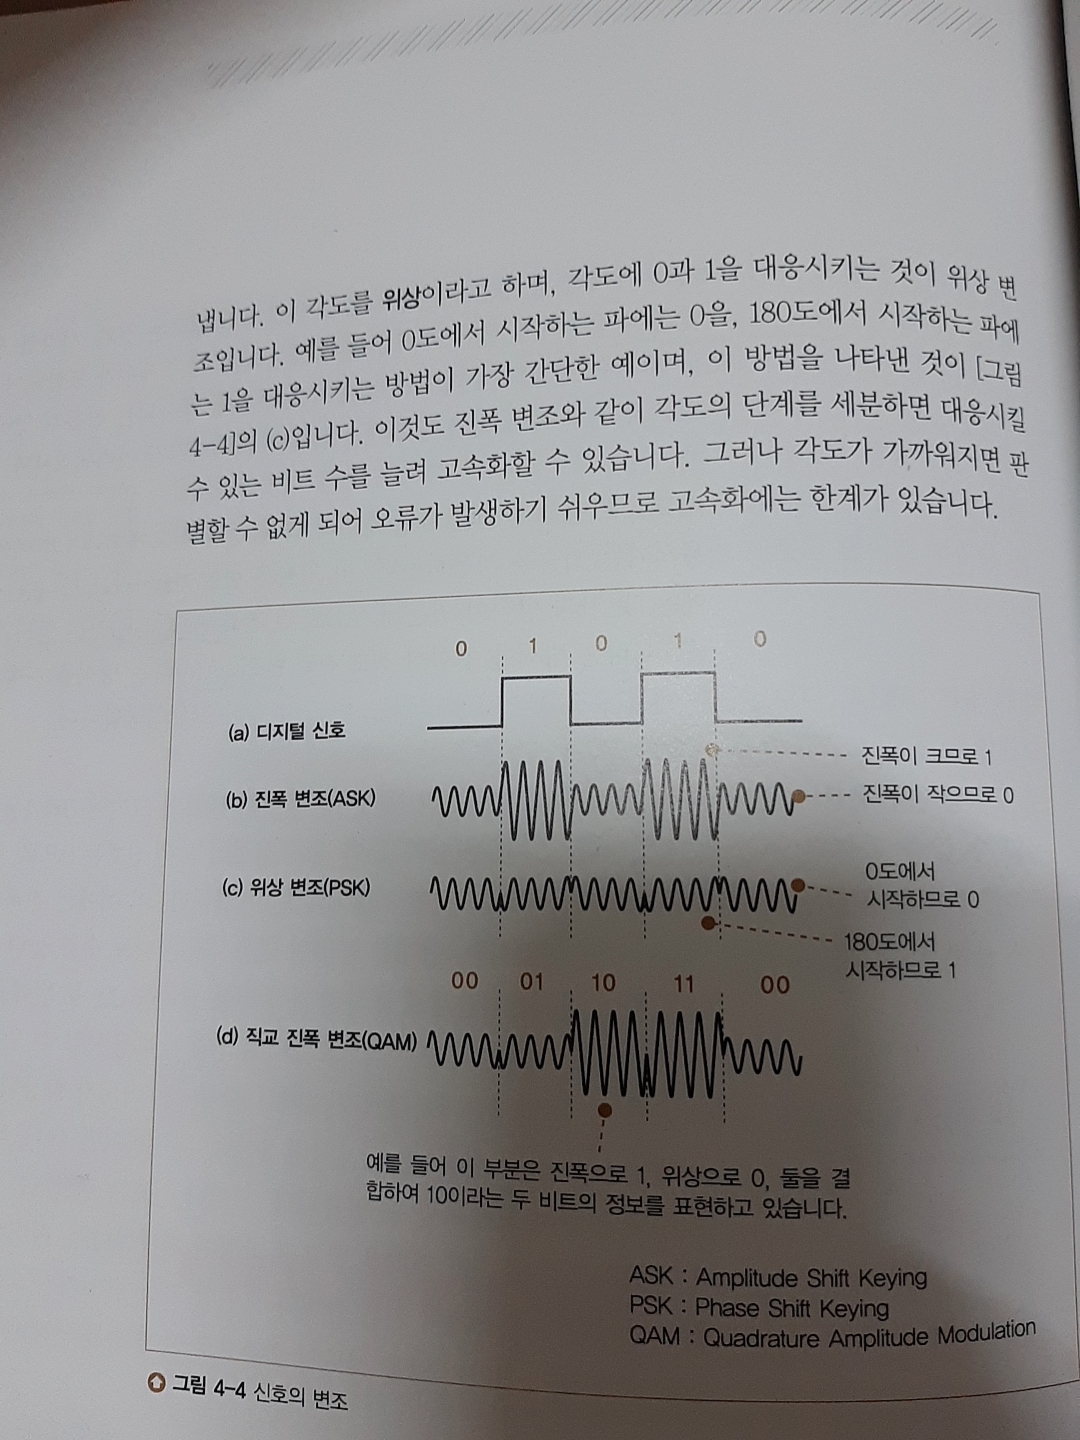 냅니다. 이 각도를 위상이라고 하며, 각도에 0과 1을 대응시키는 것이 위상 변
조입니다. 예를 들어 0도에서 시작하는 파에는 0을, 180도에서 시작하는 파에
는 1을 대응시키는 방법이 가장 간단한 예이며, 이 방법을 나타낸 것이 [그림
4-4]의 (c)입니다. 이것도 진폭 변조와 같이 각도의 단계를 세분하면 대응시킬
수 있는 비트 수를 늘려 고속화할 수 있습니다. 그러나 각도가 가까워지면 판
별할 수 없게 되어 오류가 발생하기 쉬우므로 고속화에는 한계가 있습니다.
0 1 0 1 0
(a) 디지털 신호
진폭이 크므로 1
(b) 진폭 변조(ASK)
진폭이 작으므로 0
(c) 위상 변조(PSK)
0도에서
시작하므로 0
180도에서
시작하므로 1
00 01 10 11 00
(d) 직교 진폭 변조(QAM)
예를 들어 이 부분은 진폭으로 1, 위상으로 0, 둘을 결
합하여 10이라는 두 비트의 정보를 표현하고 있습니다.
ASK : Amplitude Shift Keying
PSK : Phase Shift Keying
QAM : Quadrature Amplitude Modulation
그림 4-4 신호의 변조